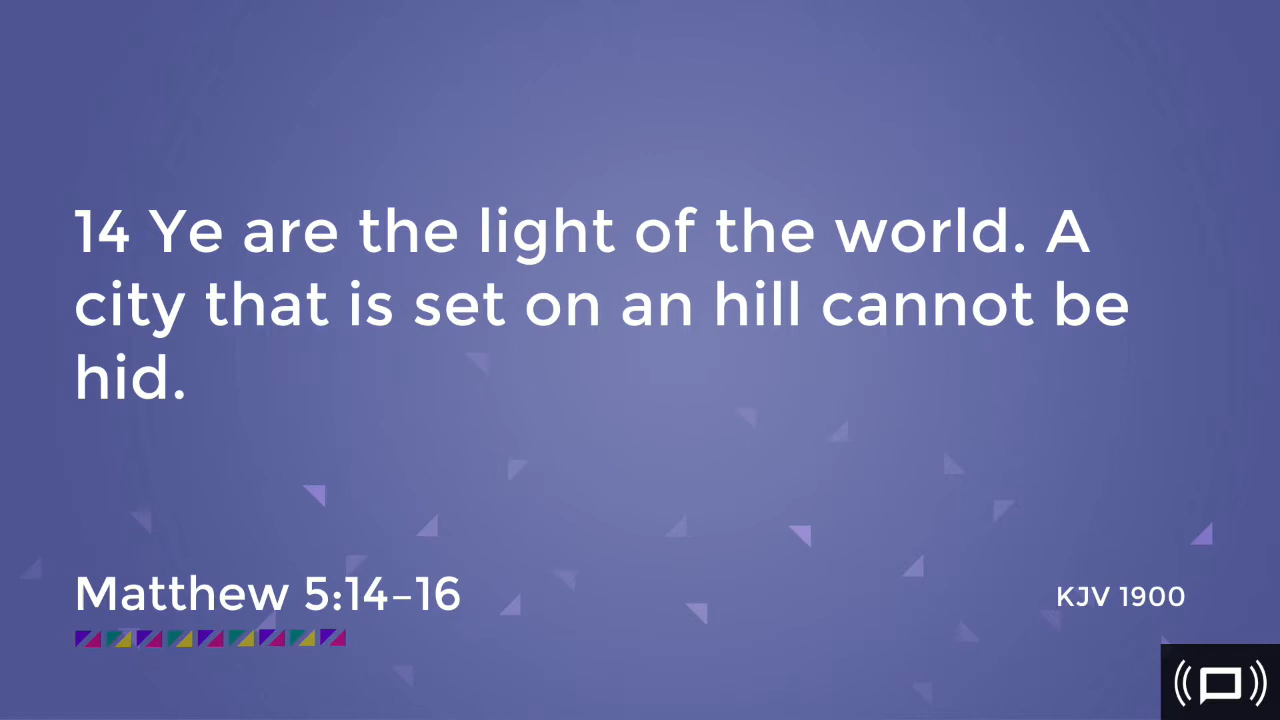 14 Ye are the light of the world. A
city that is set on an hill cannot be
hid.
Matthew 5:14–16
KJV 1900